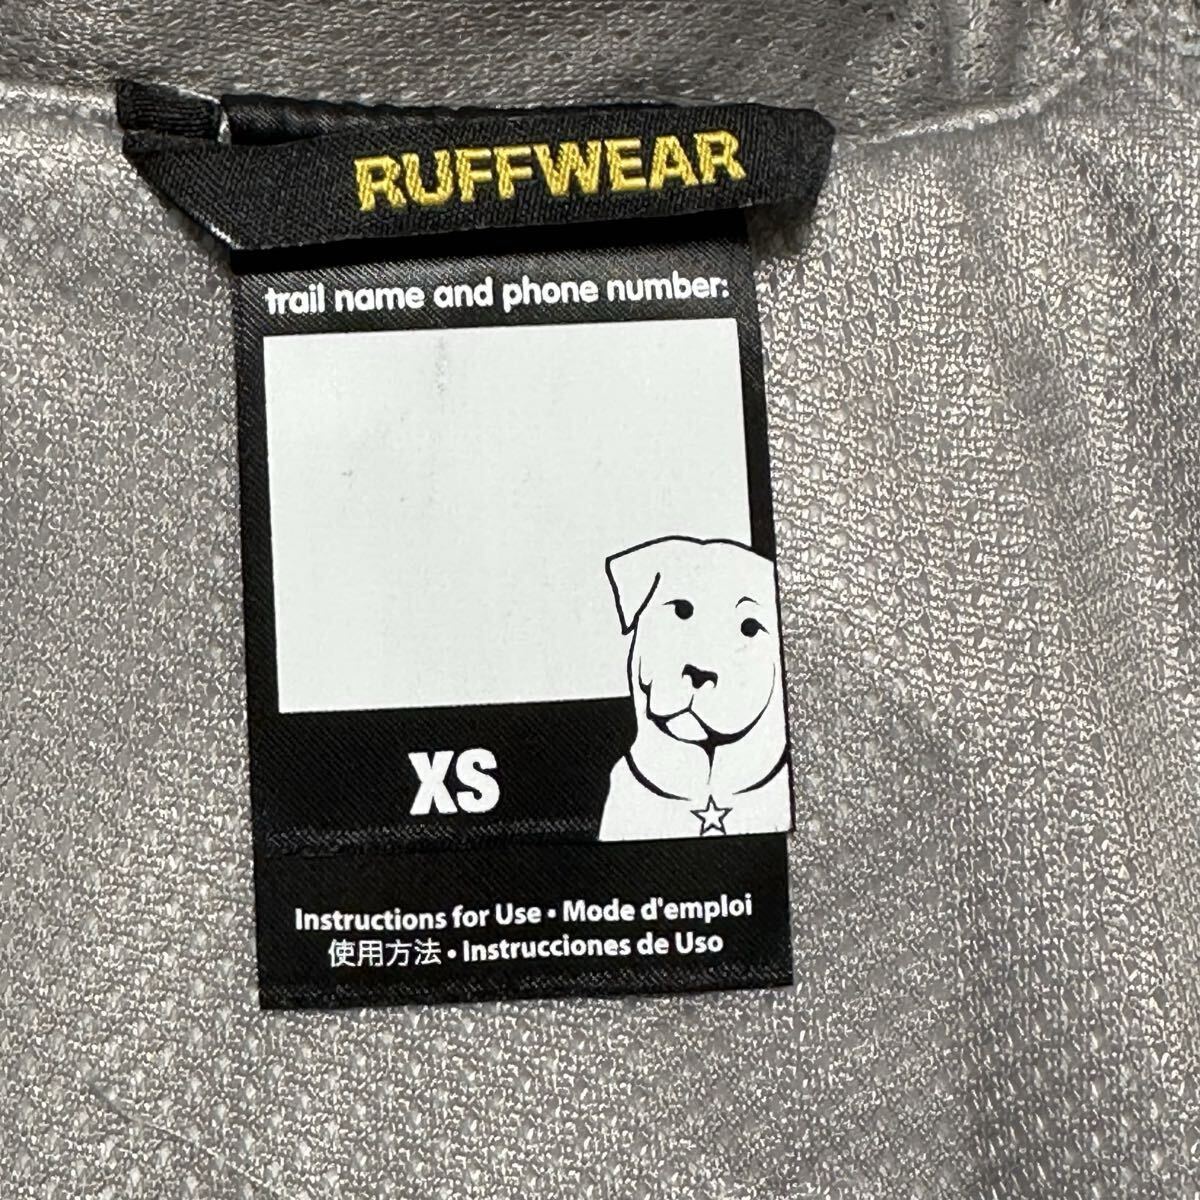 RUFFWEAR
trail name and phone number:
XS
Instructions for Use • Mode d'emploi
使用方法 • Instrucciones de Uso